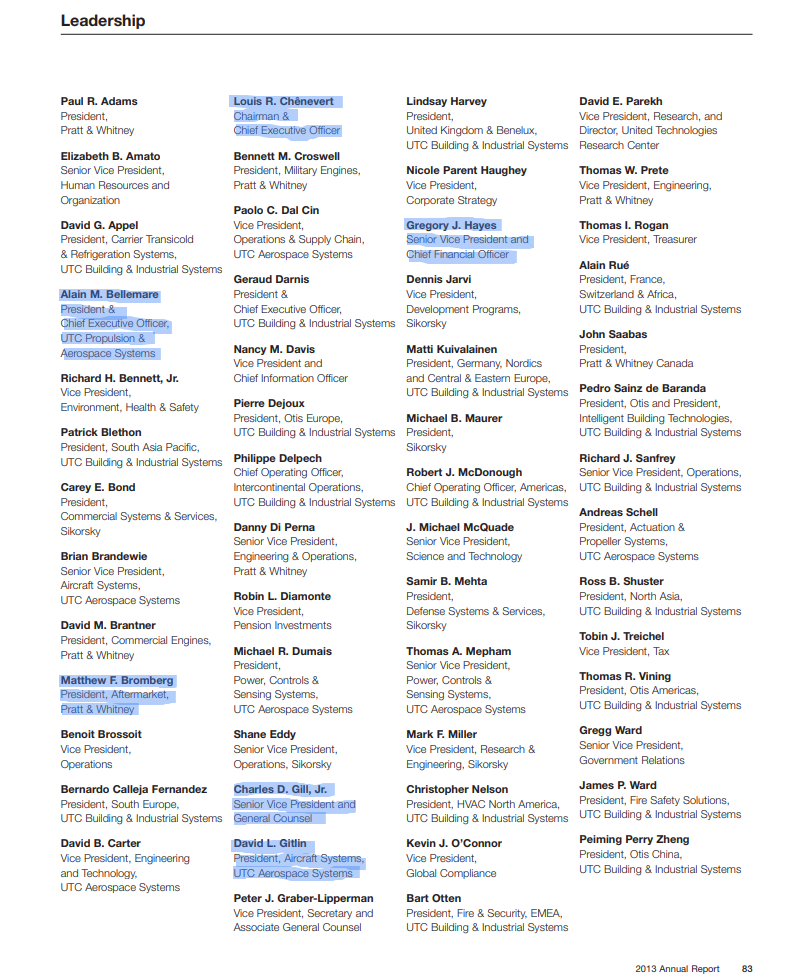 Leadership
Paul R. Adams
President,
Pratt & Whitney
Elizabeth B. Amato
Senior Vice President,
Human Resources and
Organization
David G. Appel
President, Carrier Transicold
& Refrigeration Systems,
UTC Building & Industrial Systems
Alain M. Bellemare
President &
Chief Executive Officer,
UTC Propulsion &
Aerospace Systems
Richard H. Bennett, Jr.
Vice President,
Environment, Health & Safety
Patrick Blethon
President, South Asia Pacific,
UTC Building & Industrial Systems
Carey E. Bond
President,
Commercial Systems & Services,
Sikorsky
Brian Brandewie
Senior Vice President,
Aircraft Systems,
UTC Aerospace Systems
David M. Brantner
President, Commercial Engines,
Pratt & Whitney
Matthew F. Bromberg
President, Aftermarket,
Pratt & Whitney
Benoit Brossoit
Vice President,
Operations
Bernardo Calleja Fernandez
President, South Europe,
UTC Building & Industrial Systems
David B. Carter
Vice President, Engineering
and Technology,
UTC Aerospace Systems
Louis R. Chênevert
Chairman &
Chief Executive Officer
Bennett M. Croswell
President, Military Engines,
Pratt & Whitney
Paolo C. Dal Cin
Vice President,
Operations & Supply Chain,
UTC Aerospace Systems
Geraud Darnis
President &
Chief Executive Officer,
UTC Building & Industrial Systems
Nancy M. Davis
Vice President and
Chief Information Officer
Pierre Dejoux
President, Otis Europe,
UTC Building & Industrial Systems
Philippe Delpech
Chief Operating Officer,
Intercontinental Operations,
UTC Building & Industrial Systems
Danny Di Perna
Senior Vice President,
Engineering & Operations,
Pratt & Whitney
Robin L. Diamonte
Vice President,
Pension Investments
Michael R. Dumais
President,
Power, Controls &
Sensing Systems,
UTC Aerospace Systems
Shane Eddy
Senior Vice President,
Operations, Sikorsky
Charles D. Gill, Jr.
Senior Vice President and
General Counsel
David L. Gitlin
President, Aircraft Systems,
UTC Aerospace Systems
Peter J. Graber-Lipperman
Vice President, Secretary and
Associate General Counsel
Lindsay Harvey
President,
United Kingdom & Benelux,
UTC Building & Industrial Systems
Nicole Parent Haughey
Vice President,
Corporate Strategy
Gregory J. Hayes
Senior Vice President and
Chief Financial Officer
Dennis Jarvi
Vice President,
Development Programs,
Sikorsky
Matti Kuivalainen
President, Germany, Nordics
and Central & Eastern Europe,
UTC Building & Industrial Systems
Michael B. Maurer
President,
Sikorsky
Robert J. McDonough
Chief Operating Officer, Americas,
UTC Building & Industrial Systems
J. Michael McQuade
Senior Vice President,
Science and Technology
Samir B. Mehta
President,
Defense Systems & Services,
Sikorsky
Thomas A. Mepham
Senior Vice President,
Power, Controls &
Sensing Systems,
UTC Aerospace Systems
Mark F. Miller
Vice President, Research &
Engineering, Sikorsky
Christopher Nelson
President, HVAC North America,
UTC Building & Industrial Systems
Kevin J. O'Connor
Vice President,
Global Compliance
Bart Otten
President, Fire & Security, EMEA,
UTC Building & Industrial Systems
David E. Parekh
Vice President, Research, and
Director, United Technologies
Research Center
Thomas W. Prete
Vice President, Engineering,
Pratt & Whitney
Thomas I. Rogan
Vice President, Treasurer
Alain Rué
President, France,
Switzerland & Africa,
UTC Building & Industrial Systems
John Saabas
President,
Pratt & Whitney Canada
Pedro Sainz de Baranda
President, Otis and President,
Intelligent Building Technologies,
UTC Building & Industrial Systems
Richard J. Sanfrey
Senior Vice President, Operations,
UTC Building & Industrial Systems
Andreas Schell
President, Actuation &
Propeller Systems,
UTC Aerospace Systems
Ross B. Shuster
President, North Asia,
UTC Building & Industrial Systems
Tobin J. Treichel
Vice President, Tax
Thomas R. Vining
President, Otis Americas,
UTC Building & Industrial Systems
Gregg Ward
Senior Vice President,
Government Relations
James P. Ward
President, Fire Safety Solutions,
UTC Building & Industrial Systems
Peiming Perry Zheng
President, Otis China,
UTC Building & Industrial Systems
2013 Annual Report 83